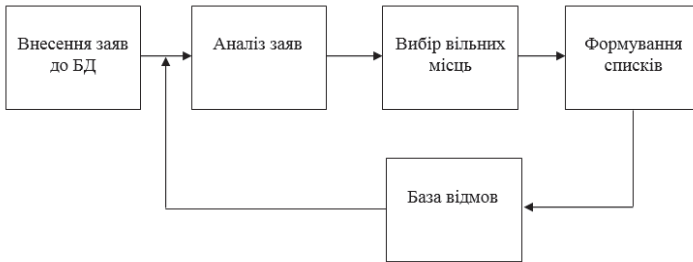 Внесення заяв
до БД
Аналіз заяв
Вибір вільних
місць
Формування
списків
База відмов